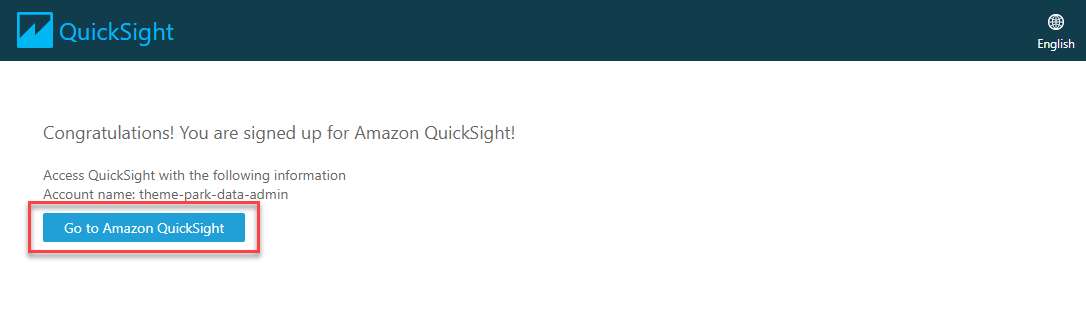 QuickSight
English
Congratulations! You are signed up for Amazon QuickSight!
Access QuickSight with the following information
Account name: theme-park-data-admin
Go to Amazon QuickSight